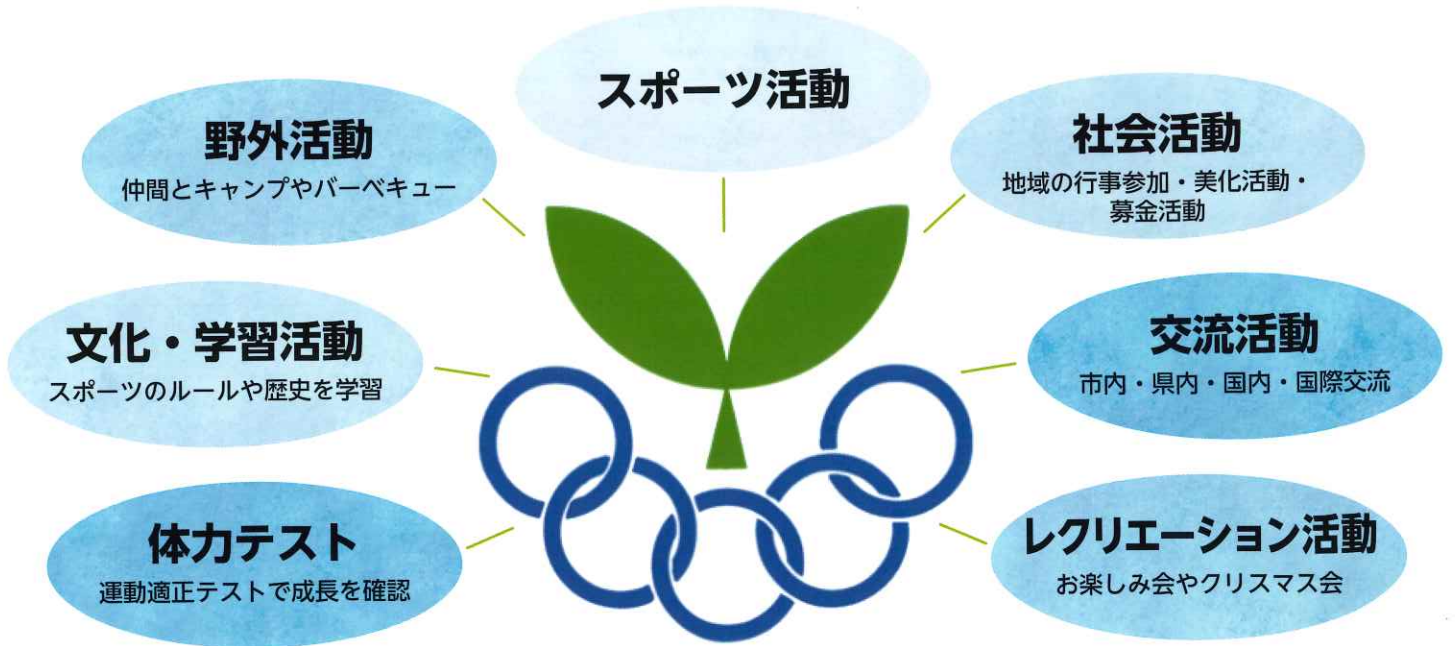 スポーツ活動
野外活動
仲間とキャンプやバーベキュー
社会活動
地域の行事参加・美化活動・
募金活動
文化・学習活動
スポーツのルールや歴史を学習
交流活動
市内・県内・国内・国際交流
体力テスト
運動適正テストで成長を確認
レクリエーション活動
お楽しみ会やクリスマス会